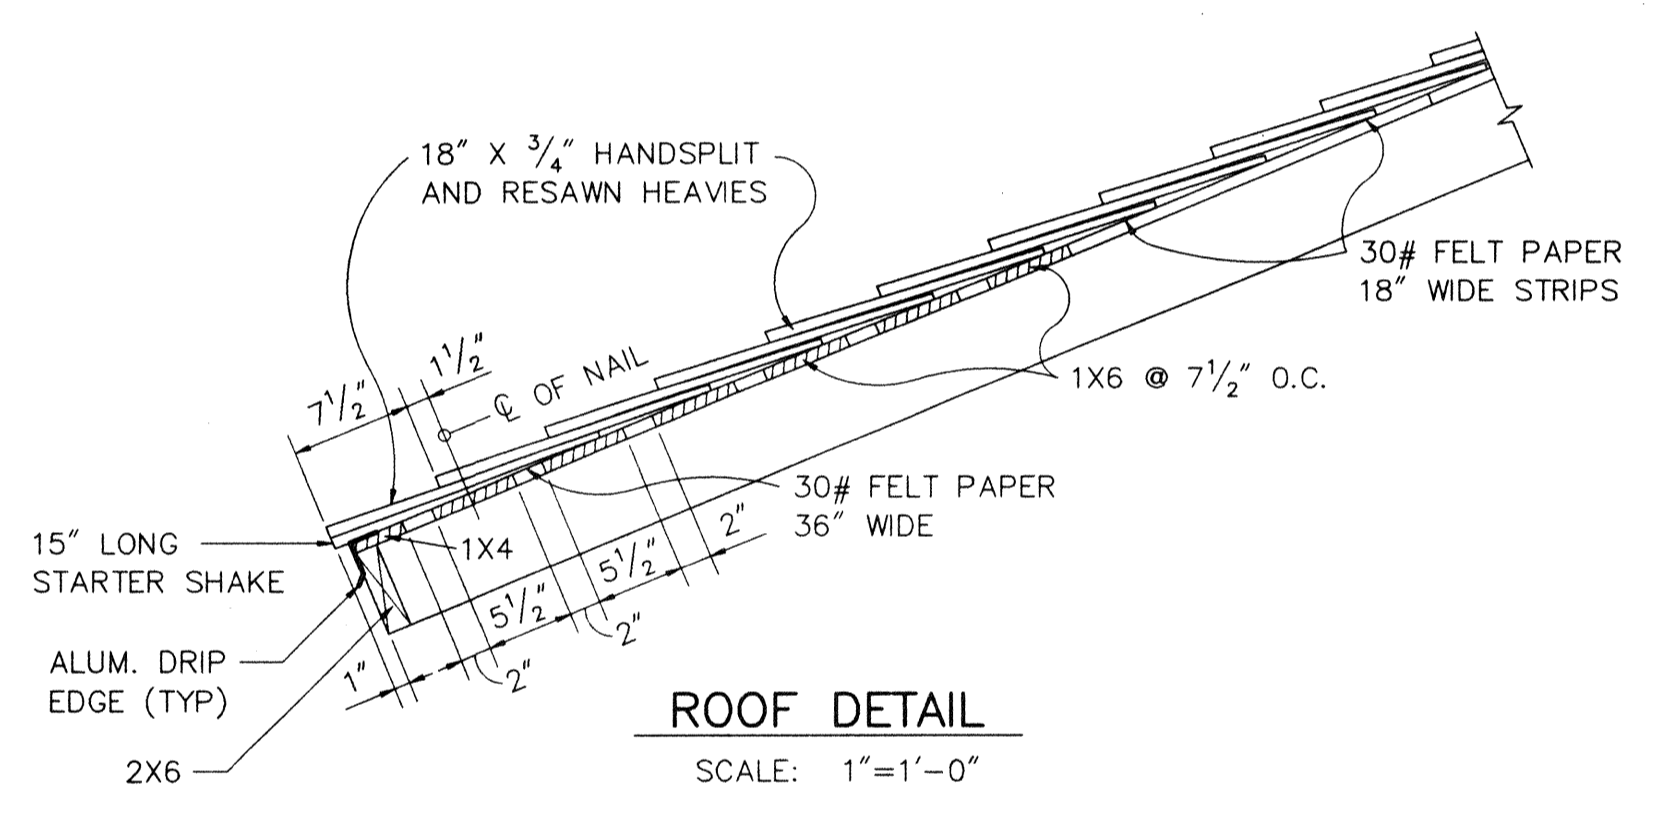 18" X 3/4" HANDSPLIT
AND RESAWN HEAVIES
30# FELT PAPER
18" WIDE STRIPS
1 1/2"
7 1/2"
℄ OF NAIL
1X6 @ 7 1/2" O.C.
30# FELT PAPER
36" WIDE
15" LONG
STARTER SHAKE
1X4
2"
5 1/2"
5 1/2"
2"
2"
1"
ALUM. DRIP
EDGE (TYP)
2X6
ROOF DETAIL
SCALE: 1"=1'-0"